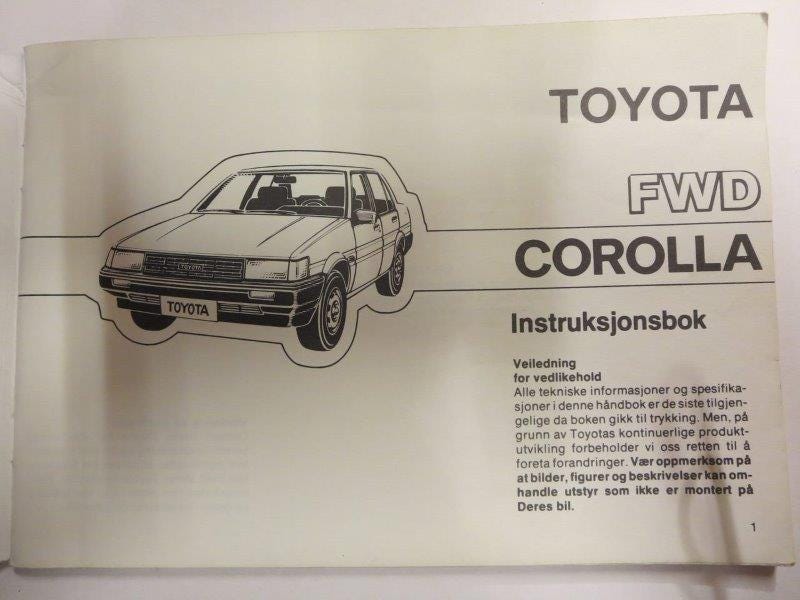 TOYOTA
FWD
COROLLA
TOYOTA
TOYOTA
Instruksjonsbok
Veiledning
for vedlikehold
Alle tekniske informasjoner og spesifika-
sjoner i denne håndbok er de siste tilgjen-
gelige da boken gikk til trykking. Men, på
grunn av Toyotas kontinuerlige produkt-
utvikling forbeholder vi oss retten til å
foreta forandringer. Vær oppmerksom på
at bilder, figurer og beskrivelser kan om-
handle utstyr som ikke er montert på
Deres bil.
1